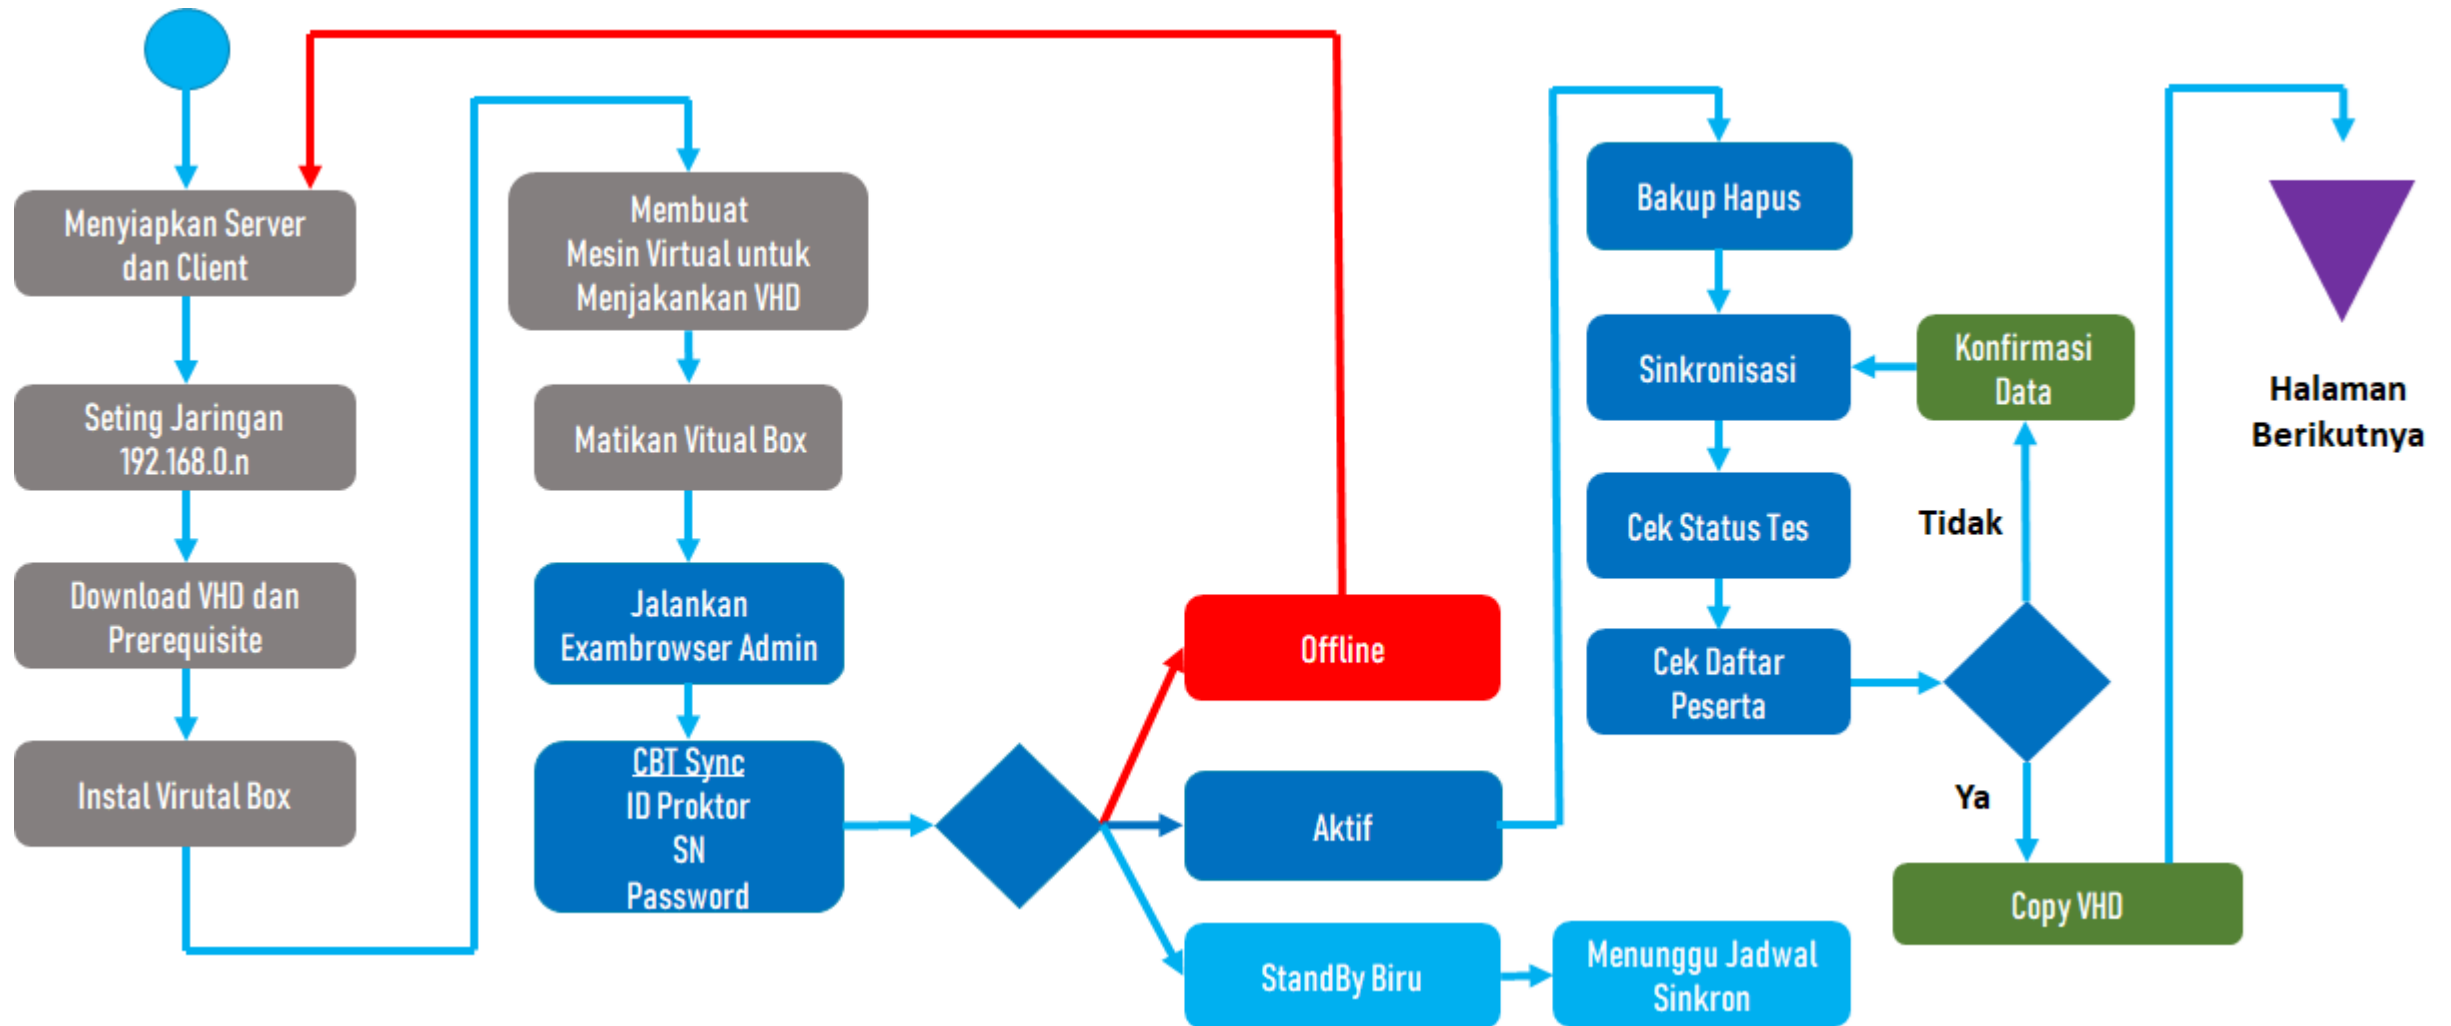 Menyiapkan Server
dan Client
Seting Jaringan
192.168.0.n
Download VHD dan
Prerequisite
Instal Virutal Box
Membuat
Mesin Virtual untuk
Menjakankan VHD
Matikan Vitual Box
Jalankan
Exambrowser Admin
CBT Sync
ID Proktor
SN
Password
Offline
Aktif
StandBy Biru
Menunggu Jadwal
Sinkron
Bakup Hapus
Sinkronisasi
Cek Status Tes
Cek Daftar
Peserta
Konfirmasi
Data
Tidak
Ya
Copy VHD
Halaman
Berikutnya